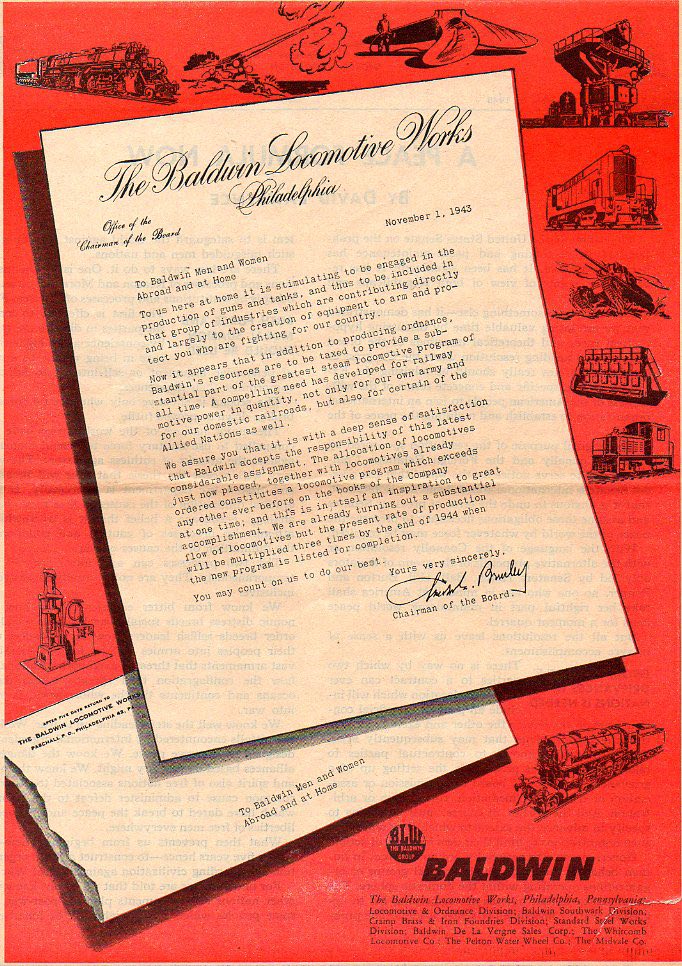 The Baldwin Locomotive Works
Philadelphia
Office of the
Chairman of the Board
November 1, 1943
To Baldwin Men and Women
Abroad and at Home
To us here at home it is stimulating to be engaged in the
production of guns and tanks, and thus to be included in
that group of industries which are contributing directly
and largely to the creation of equipment to arm and pro-
tect you who are fighting for our country.
Now it appears that in addition to producing ordnance,
Baldwin's resources are to be taxed to provide a sub-
stantial part of the greatest steam locomotive program of
all time. A compelling need has developed for railway
motive power in quantity, not only for our own army and
for our domestic railroads, but also for certain of the
Allied Nations as well.
We assure you that it is with a deep sense of satisfaction
that Baldwin accepts the responsibility of this latest
considerable assignment. The allocation of locomotives
just now placed, together with locomotives already
ordered constitutes a locomotive program which exceeds
any other ever before on the books of the Company
at one time; and this is in itself an inspiration to great
accomplishment. We are already turning out a substantial
flow of locomotives but the present rate of production
will be multiplied three times by the end of 1944 when
the new program is listed for completion.
You may count on us to do our best.
Yours very sincerely,
Chairman of the Board.
AFTER FIVE DAYS RETURN TO
THE BALDWIN LOCOMOTIVE WORKS
PASCHALL P. O. PHILADELPHIA 42, PA.
To Baldwin Men and Women
Abroad and at Home
BLW
THE BALDWIN
GROUP
BALDWIN
The Baldwin Locomotive Works, Philadelphia, Pennsylvania;
Locomotive & Ordnance Division; Baldwin Southwark Division,
Cramp Brass & Iron Foundries Division; Standard Steel Works
Division; Baldwin De La Vergne Sales Corp.; The Whitcomb
Locomotive Co.; The Pelton Water Wheel Co.; The Midvale Co.